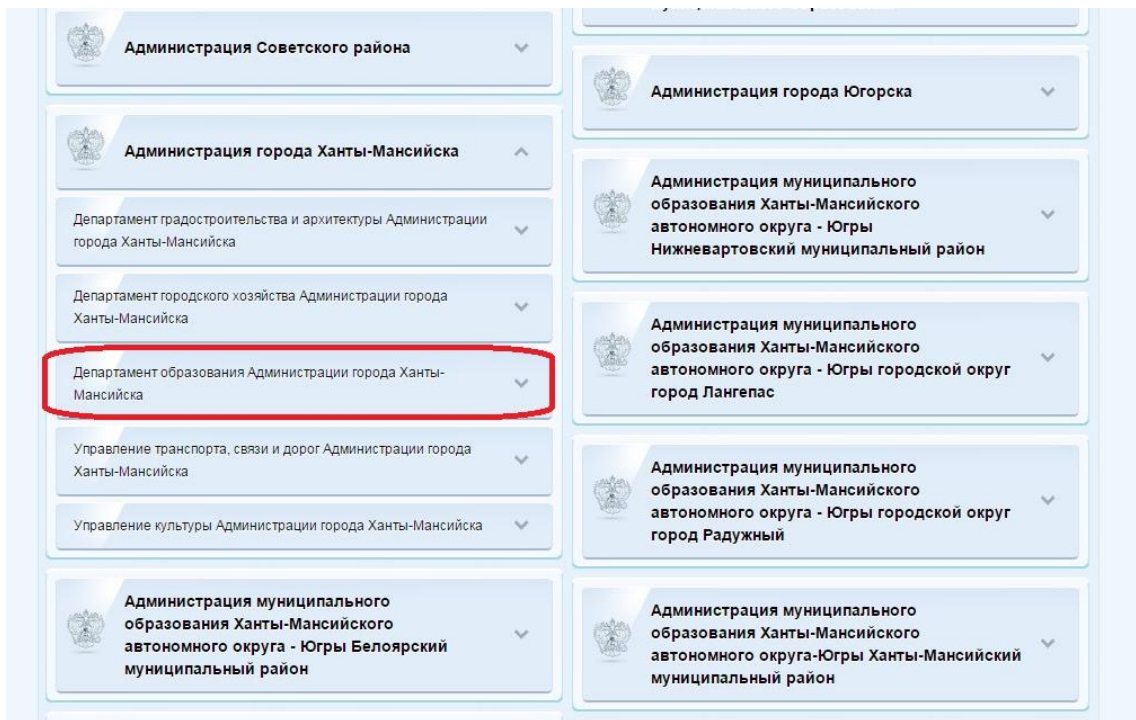 Администрация Советского района
Администрация города Ханты-Мансийска
Департамент градостроительства и архитектуры Администрации
города Ханты-Мансийска
Департамент городского хозяйства Администрации города
Ханты-Мансийска
Департамент образования Администрации города Ханты-
Мансийска
Управление транспорта, связи и дорог Администрации города
Ханты-Мансийска
Управление культуры Администрации города Ханты-Мансийска
Администрация муниципального
образования Ханты-Мансийского
автономного округа - Югры Белоярский
муниципальный район
Администрация города Югорска
Администрация муниципального
образования Ханты-Мансийского
автономного округа - Югры
Нижневартовский муниципальный район
Администрация муниципального
образования Ханты-Мансийского
автономного округа - Югры городской округ
город Лангепас
Администрация муниципального
образования Ханты-Мансийского
автономного округа - Югры городской округ
город Радужный
Администрация муниципального
образования Ханты-Мансийского
автономного округа-Югры Ханты-Мансийский
муниципальный район